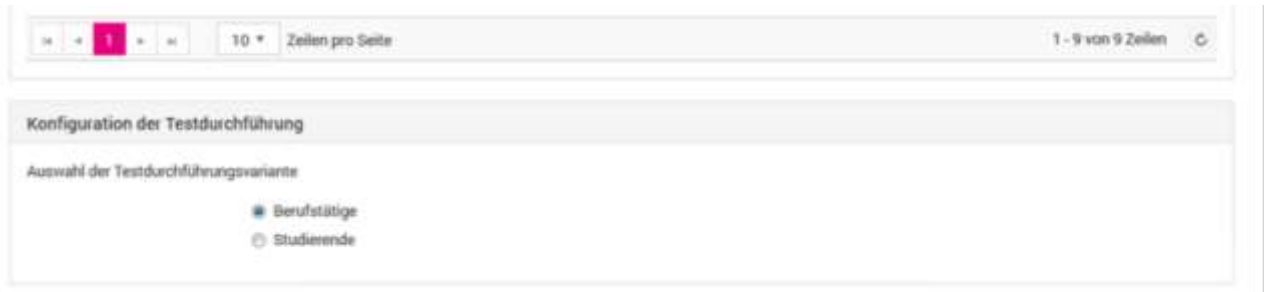 1 10 Zeilen pro Seite 1 - 9 von 9 Zeilen
Konfiguration der Testdurchführung
Auswahl der Testdurchführungsvariante
Berufstätige
Studierende